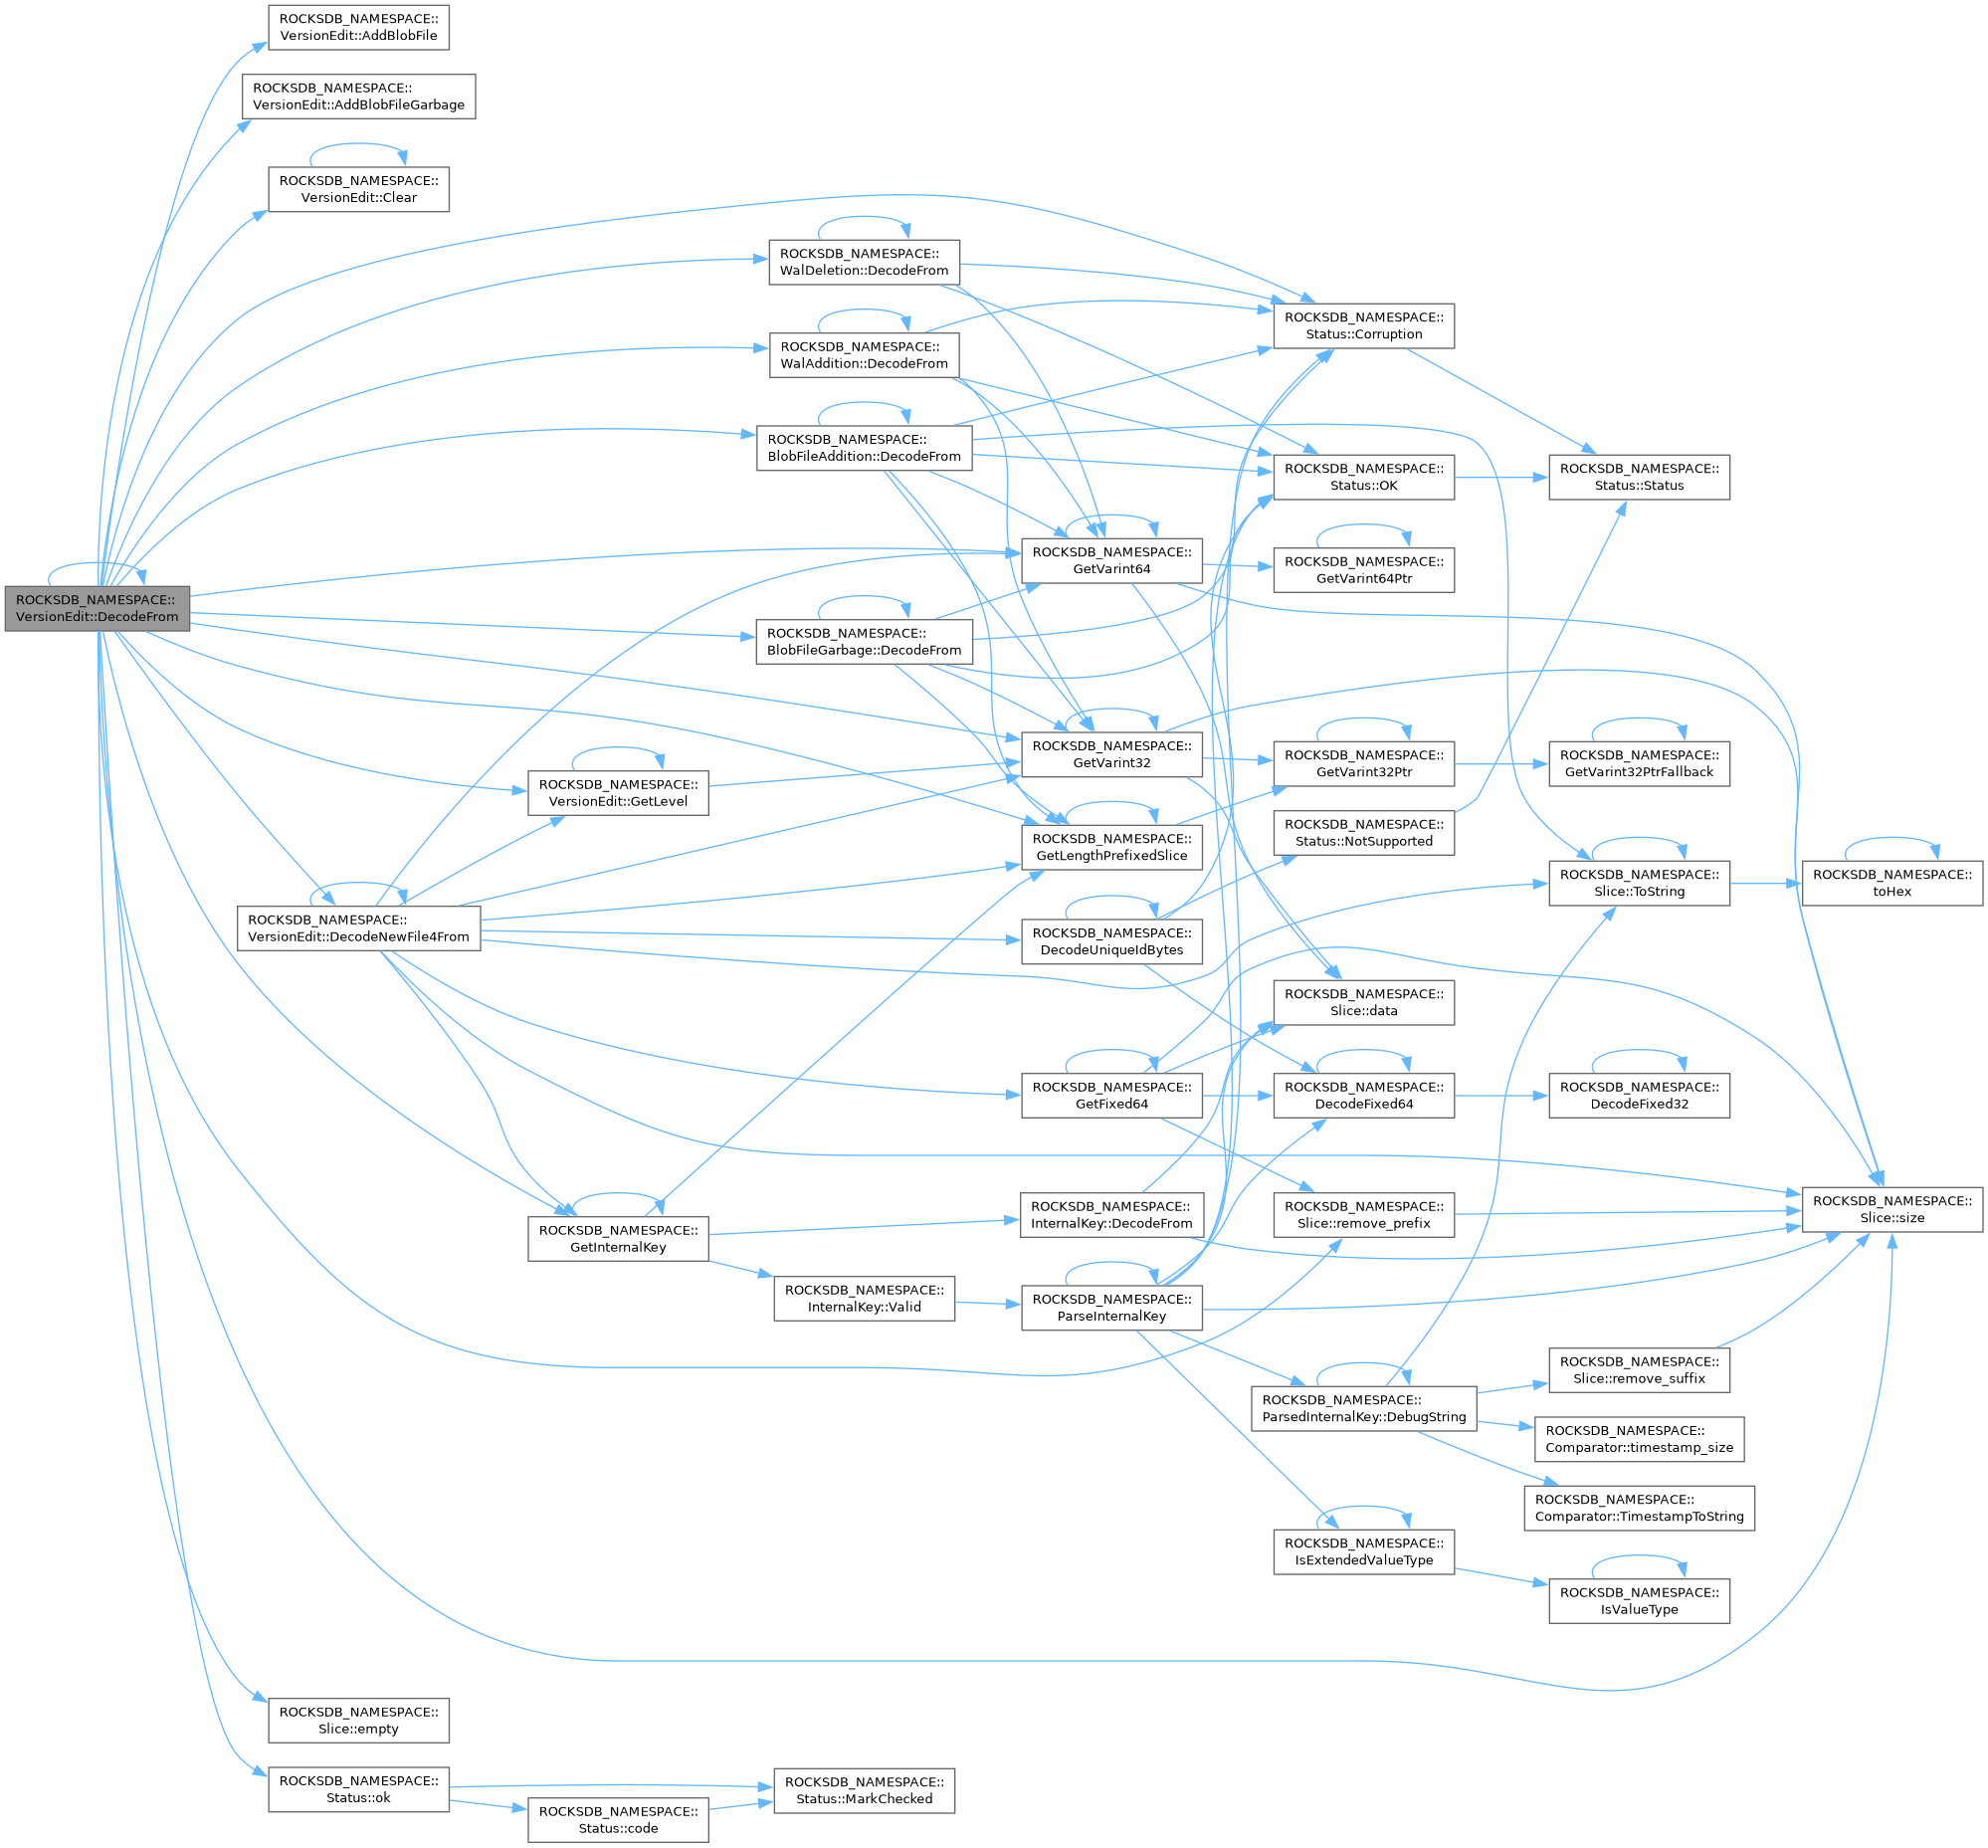 ROCKSDB_NAMESPACE::
VersionEdit::AddBlobFile
ROCKSDB_NAMESPACE::
VersionEdit::AddBlobFileGarbage
ROCKSDB_NAMESPACE::
VersionEdit::Clear
ROCKSDB_NAMESPACE::
WalDeletion::DecodeFrom
ROCKSDB_NAMESPACE::
Status::Corruption
ROCKSDB_NAMESPACE::
WalAddition::DecodeFrom
ROCKSDB_NAMESPACE::
BlobFileAddition::DecodeFrom
ROCKSDB_NAMESPACE::
Status::OK
ROCKSDB_NAMESPACE::
Status::Status
ROCKSDB_NAMESPACE::
GetVarint64
ROCKSDB_NAMESPACE::
GetVarint64Ptr
ROCKSDB_NAMESPACE::
VersionEdit::DecodeFrom
ROCKSDB_NAMESPACE::
BlobFileGarbage::DecodeFrom
ROCKSDB_NAMESPACE::
GetVarint32
ROCKSDB_NAMESPACE::
GetVarint32Ptr
ROCKSDB_NAMESPACE::
GetVarint32PtrFallback
ROCKSDB_NAMESPACE::
VersionEdit::GetLevel
ROCKSDB_NAMESPACE::
Status::NotSupported
ROCKSDB_NAMESPACE::
GetLengthPrefixedSlice
ROCKSDB_NAMESPACE::
Slice::ToString
ROCKSDB_NAMESPACE::
toHex
ROCKSDB_NAMESPACE::
VersionEdit::DecodeNewFile4From
ROCKSDB_NAMESPACE::
DecodeUniqueIdBytes
ROCKSDB_NAMESPACE::
Slice::data
ROCKSDB_NAMESPACE::
GetFixed64
ROCKSDB_NAMESPACE::
DecodeFixed64
ROCKSDB_NAMESPACE::
DecodeFixed32
ROCKSDB_NAMESPACE::
InternalKey::DecodeFrom
ROCKSDB_NAMESPACE::
Slice::remove_prefix
ROCKSDB_NAMESPACE::
Slice::size
ROCKSDB_NAMESPACE::
GetInternalKey
ROCKSDB_NAMESPACE::
InternalKey::Valid
ROCKSDB_NAMESPACE::
ParseInternalKey
ROCKSDB_NAMESPACE::
Slice::remove_suffix
ROCKSDB_NAMESPACE::
ParsedInternalKey::DebugString
ROCKSDB_NAMESPACE::
Comparator::timestamp_size
ROCKSDB_NAMESPACE::
Comparator::TimestampToString
ROCKSDB_NAMESPACE::
IsExtendedValueType
ROCKSDB_NAMESPACE::
IsValueType
ROCKSDB_NAMESPACE::
Slice::empty
ROCKSDB_NAMESPACE::
Status::ok
ROCKSDB_NAMESPACE::
Status::MarkChecked
ROCKSDB_NAMESPACE::
Status::code